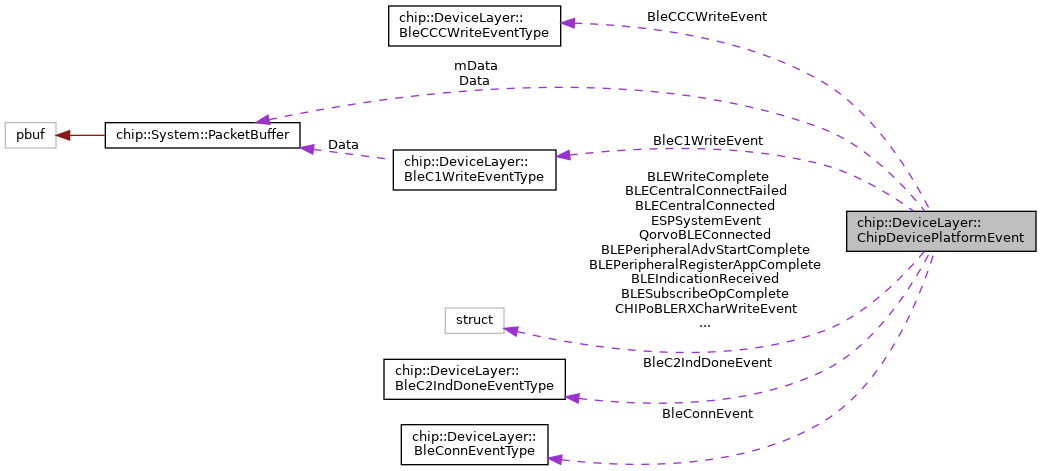 BleCCCWriteEvent
chip::DeviceLayer::
BleCCCWriteEventType
mData
Data
pbuf
chip::System::PacketBuffer
Data
BleC1WriteEvent
chip::DeviceLayer::
BleC1WriteEventType
BLEWriteComplete
BLECentralConnectFailed
BLECentralConnected
ESPSystemEvent
QorvoBLEConnected
BLEPeripheralAdvStartComplete
BLEPeripheralRegisterAppComplete
BLEIndicationReceived
BLESubscribeOpComplete
CHIPoBLERXCharWriteEvent
...
chip::DeviceLayer::
ChipDevicePlatformEvent
struct
BleC2IndDoneEvent
chip::DeviceLayer::
BleC2IndDoneEventType
BleConnEvent
chip::DeviceLayer::
BleConnEventType